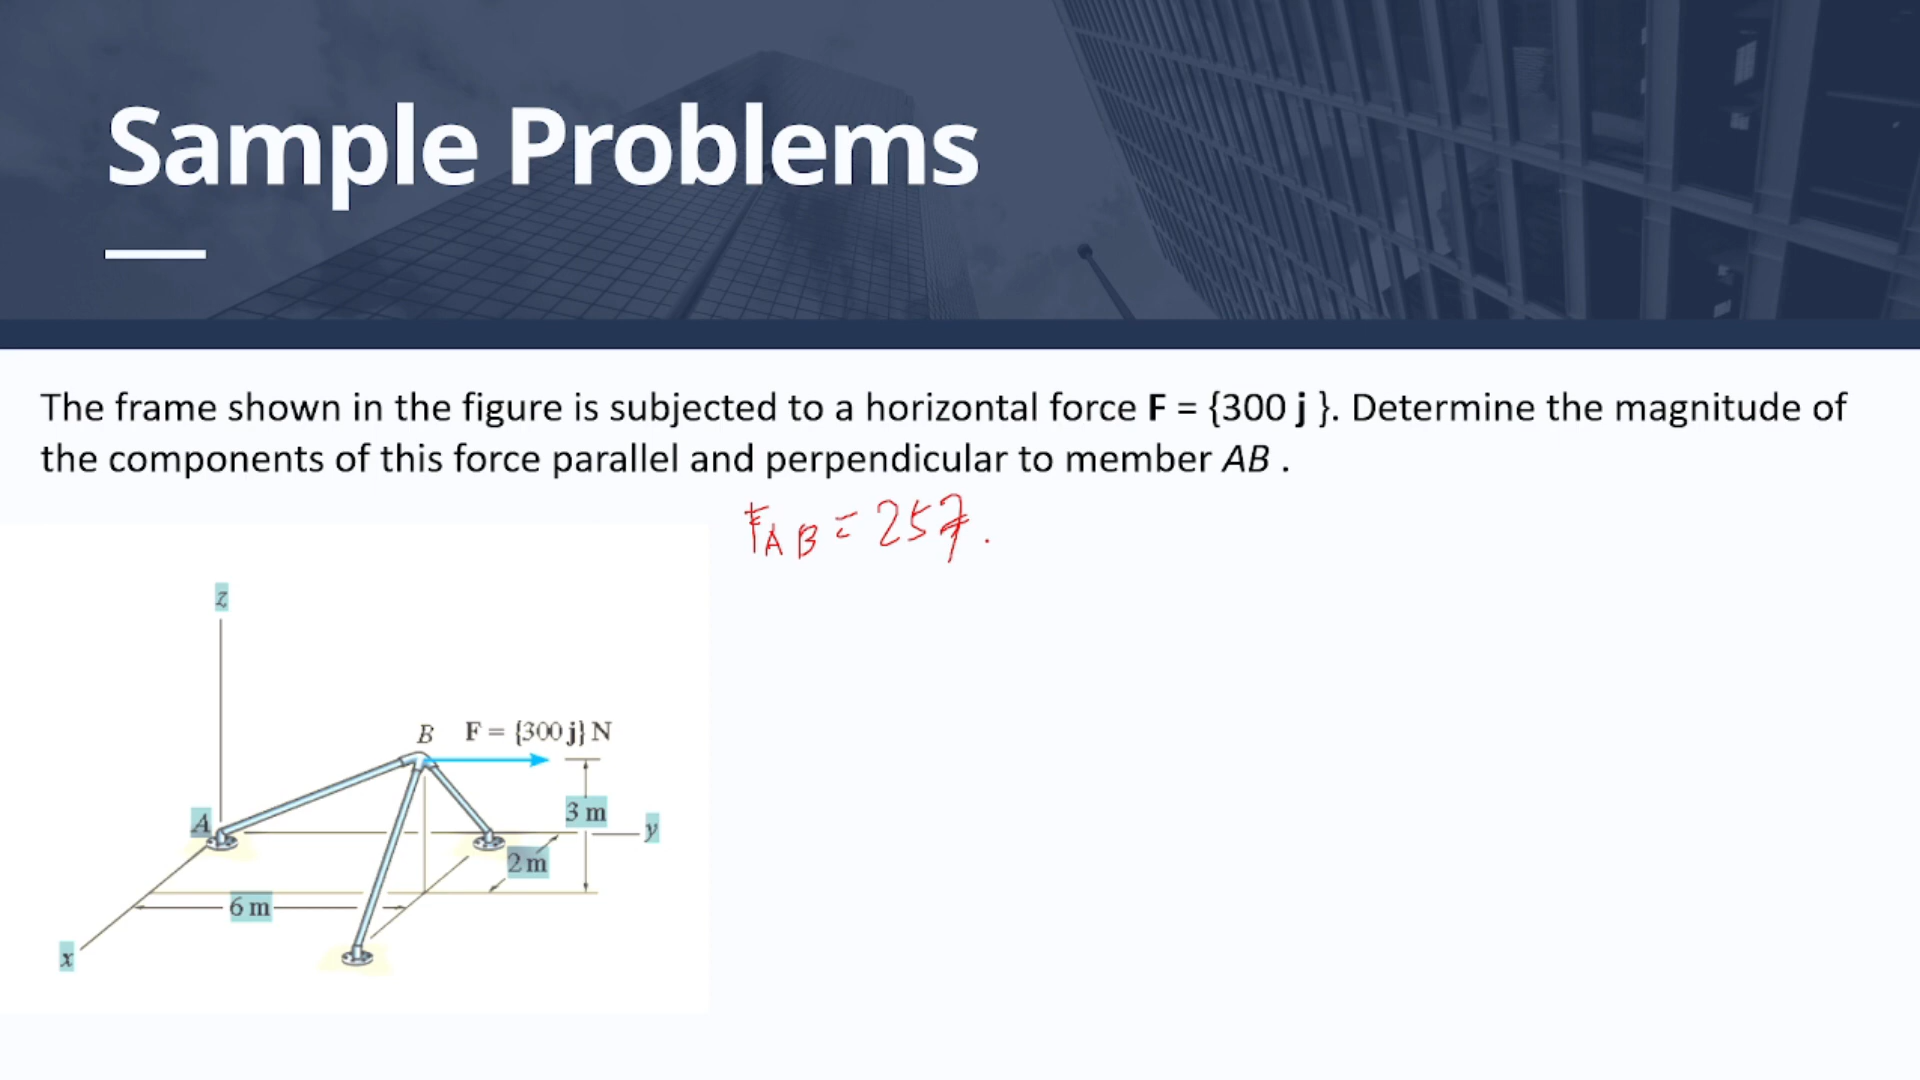 Sample Problems
The frame shown in the figure is subjected to a horizontal force F = {300 j }. Determine the magnitude of
the components of this force parallel and perpendicular to member AB .
FAB = 257.
z
B F = {300 j} N
A
3 m
y
2 m
6 m
x